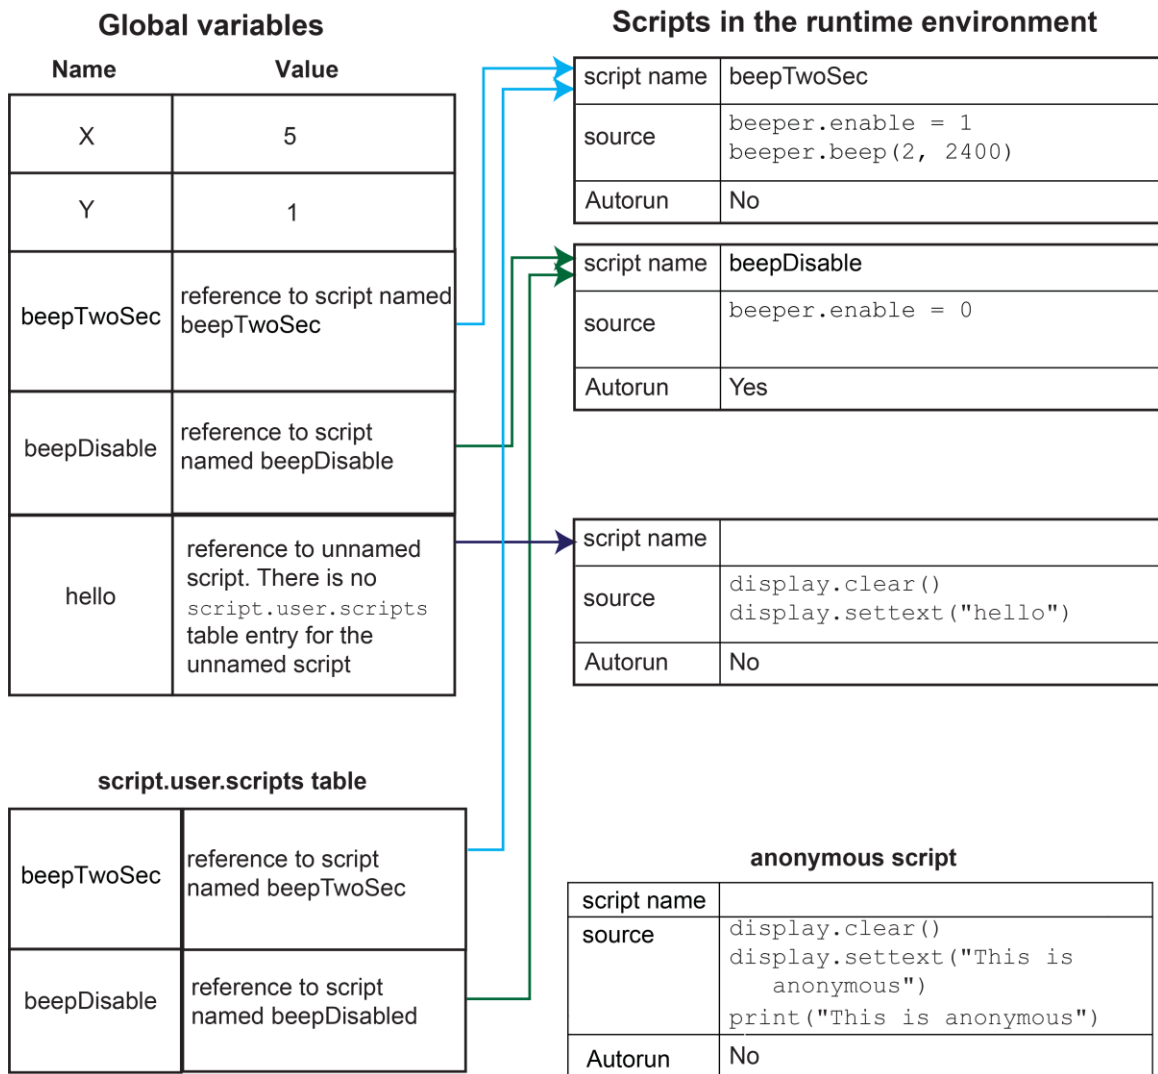 Global variables
Name Value
X 5
Y 1
beepTwoSec
reference to script named
beepTwoSec
beepDisable
reference to script
named beepDisable
hello
reference to unnamed
script. There is no
script.user.scripts
table entry for the
unnamed script
script.user.scripts table
beepTwoSec
reference to script
named beepTwoSec
beepDisable
reference to script
named beepDisabled
Scripts in the runtime environment
script name beepTwoSec
source
beeper.enable = 1
beeper.beep(2, 2400)
Autorun No
script name beepDisable
source
beeper.enable = 0
Autorun Yes
script name
source
display.clear()
display.settext("hello")
Autorun No
anonymous script
script name
source
display.clear()
display.settext("This is
anonymous")
print("This is anonymous")
Autorun No